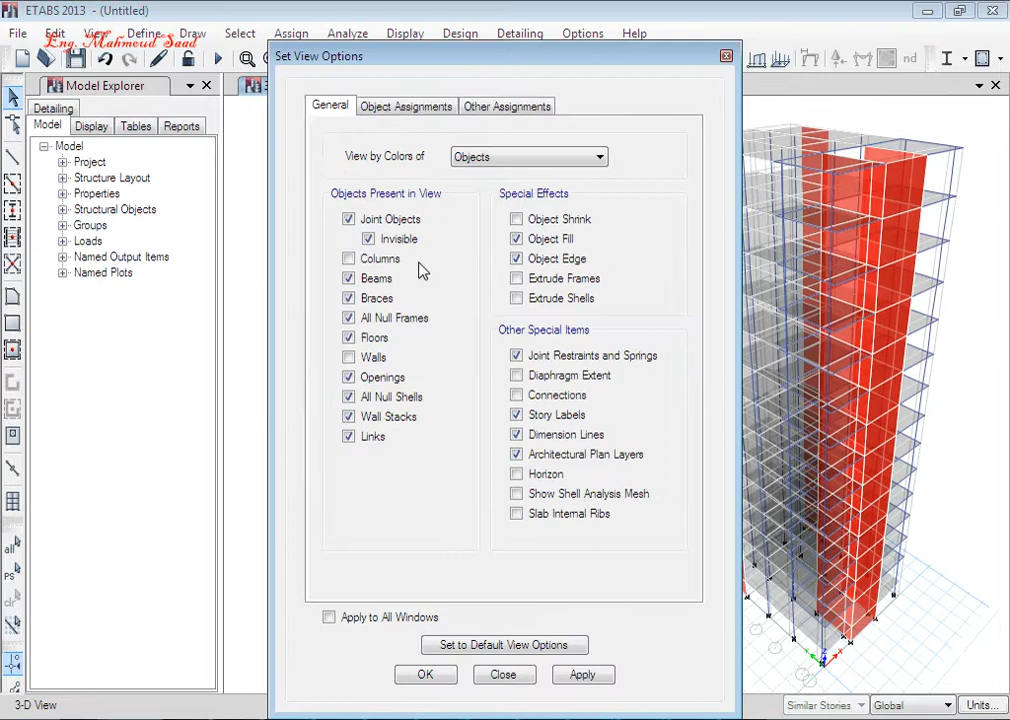 ETABS 2013 - (Untitled)
File Edit View Define Draw Select Assign Analyze Display Design Detailing Options Help
Eng. Mahmoud Saad
Set View Options
nd
Model Explorer
Detailing
Model Display Tables Reports
Model
Project
Structure Layout
Properties
Structural Objects
Groups
Loads
Named Output Items
Named Plots
all
PS
clr
General Object Assignments Other Assignments
View by Colors of Objects
Objects Present in View
Joint Objects
Invisible
Columns
Beams
Braces
All Null Frames
Floors
Walls
Openings
All Null Shells
Wall Stacks
Links
Special Effects
Object Shrink
Object Fill
Object Edge
Extrude Frames
Extrude Shells
Other Special Items
Joint Restraints and Springs
Diaphragm Extent
Connections
Story Labels
Dimension Lines
Architectural Plan Layers
Horizon
Show Shell Analysis Mesh
Slab Internal Ribs
Apply to All Windows
Set to Default View Options
OK Close Apply
X Y Z
3-D View
Similar Stories Global Units...